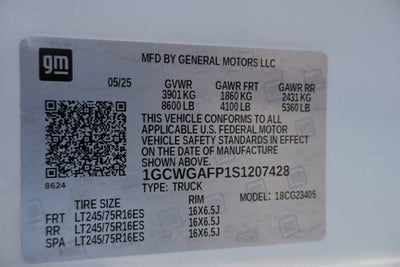 gm
MFD BY GENERAL MOTORS LLC
05/25 GVWR GAWR FRT GAWR RR
3901 KG 1860 KG 2431 KG
8600 LB 4100 LB 5360 LB
THIS VEHICLE CONFORMS TO ALL
APPLICABLE U.S. FEDERAL MOTOR
VEHICLE SAFETY STANDARDS IN EFFECT
ON THE DATE OF MANUFACTURE
SHOWN ABOVE.
1GCWGAFP1S1207428
8624 TYPE: TRUCK MODEL: 18CG23405
TIRE SIZE RIM
FRT LT245/75R16ES 16X6.5J
RR LT245/75R16ES 16X6.5J
SPA LT245/75R16ES 16X6.5J